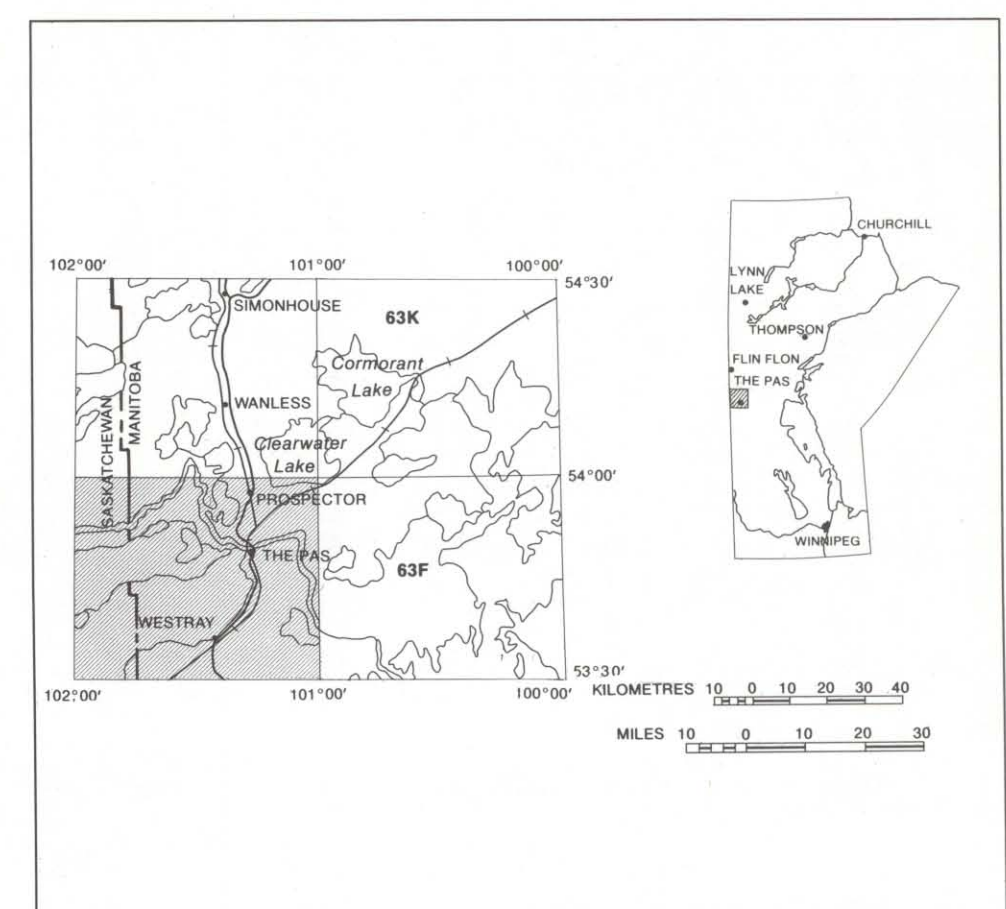 CHURCHILL
LYNN
LAKE
THOMPSON
FLIN FLON
THE PAS
WINNIPEG
102°00′ 101°00′ 100°00′
54°30′
SIMONHOUSE
63K
Cormorant
Lake
SASKATCHEWAN
MANITOBA
WANLESS
Clearwater
Lake
54°00′
PROSPECTOR
THE PAS
63F
WESTRAY
53°30′
102°00′ 101°00′ 100°00′
KILOMETRES 10 0 10 20 30 40
MILES 10 0 10 20 30